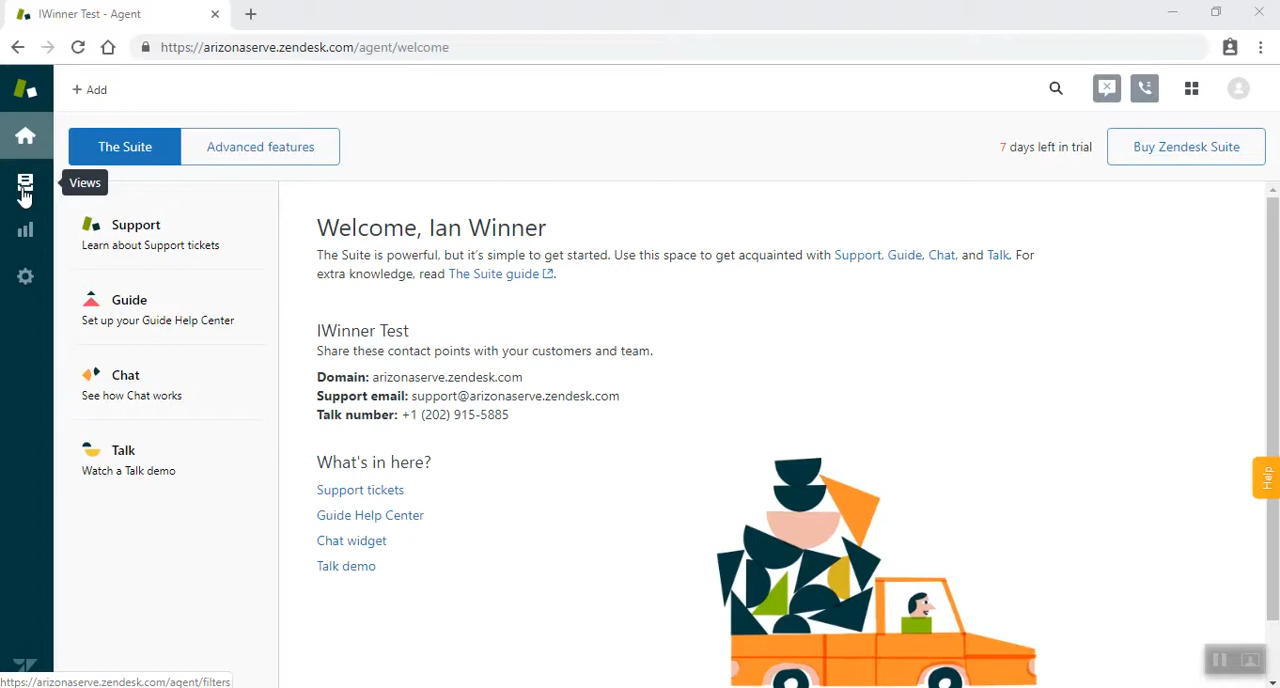 IWinner Test - Agent
https://arizonaserve.zendesk.com/agent/welcome
+ Add
The Suite
Advanced features
7 days left in trial
Buy Zendesk Suite
Views
Support
Learn about Support tickets
Guide
Set up your Guide Help Center
Chat
See how Chat works
Talk
Watch a Talk demo
Welcome, Ian Winner
The Suite is powerful, but it's simple to get started. Use this space to get acquainted with Support, Guide, Chat, and Talk. For
extra knowledge, read The Suite guide.
IWinner Test
Share these contact points with your customers and team.
Domain: arizonaserve.zendesk.com
Support email: support@arizonaserve.zendesk.com
Talk number: +1 (202) 915-5885
What's in here?
Support tickets
Guide Help Center
Chat widget
Talk demo
Help
https://arizonaserve.zendesk.com/agent/filters